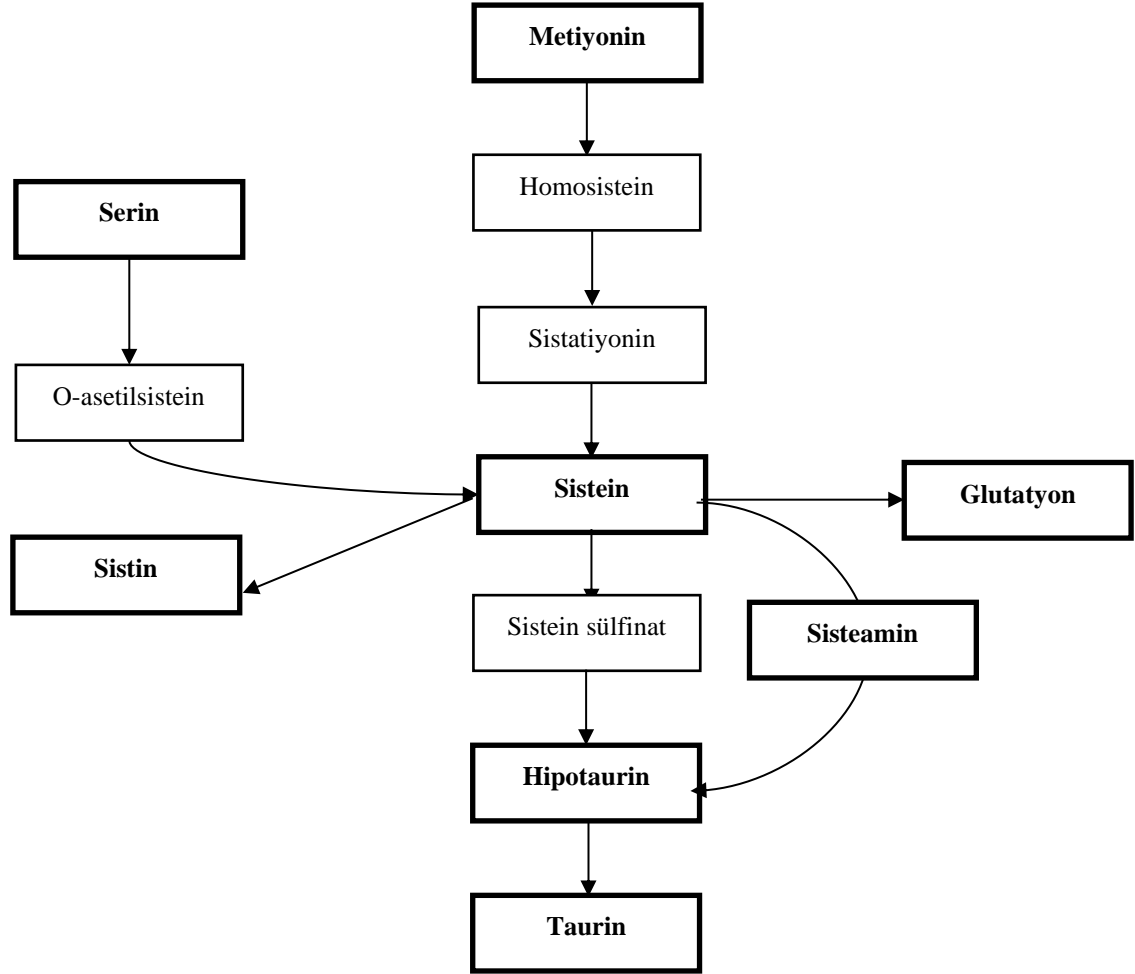 Metiyonin
Homosistein
Serin
Sistatiyonin
O-asetilsistein
Sistein
Glutatyon
Sistin
Sistein sülfinat
Sisteamin
Hipotaurin
Taurin